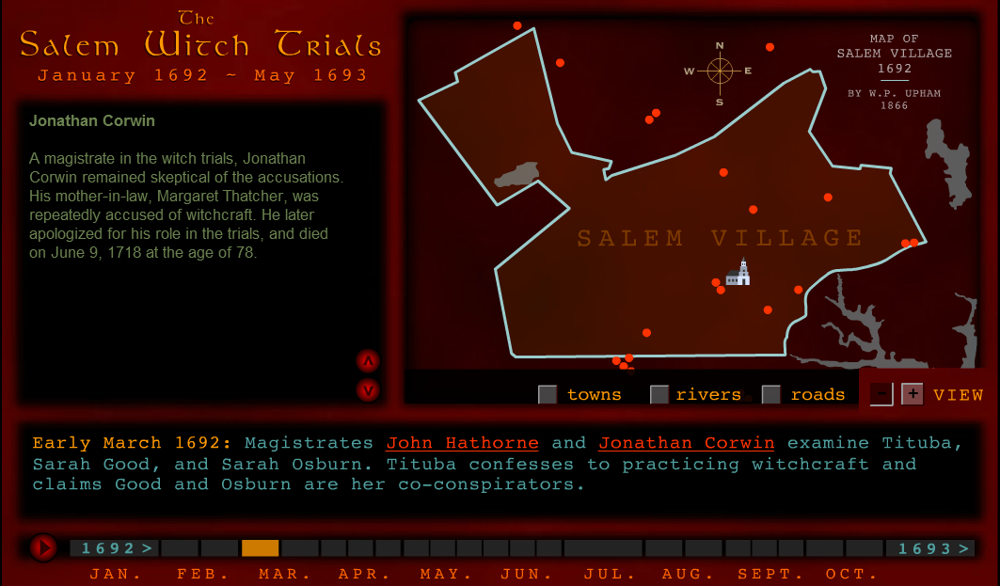 The
Salem Witch Trials
January 1692 ~ May 1693
Jonathan Corwin
A magistrate in the witch trials, Jonathan
Corwin remained skeptical of the accusations.
His mother-in-law, Margaret Thatcher, was
repeatedly accused of witchcraft. He later
apologized for his role in the trials, and died
on June 9, 1718 at the age of 78.
MAP OF
SALEM VILLAGE
1692
BY W.P. UPHAM
1866
N
W E
S
SALEM VILLAGE
towns rivers roads - + VIEW
Early March 1692: Magistrates John Hathorne and Jonathan Corwin examine Tituba,
Sarah Good, and Sarah Osburn. Tituba confesses to practicing witchcraft and
claims Good and Osburn are her co-conspirators.
1692 > 1693 >
JAN. FEB. MAR. APR. MAY. JUN. JUL. AUG. SEPT. OCT.